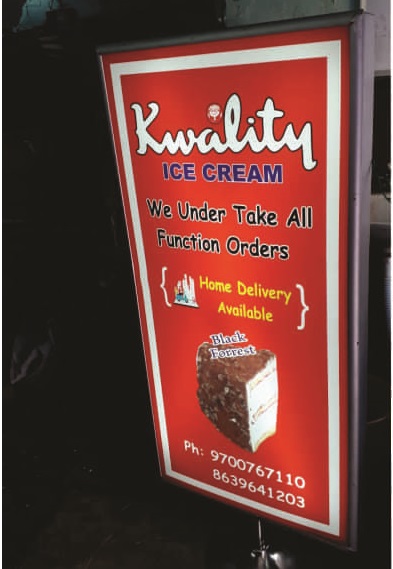 Kwality
ICE CREAM
We Under Take All
Function Orders
Home Delivery
Available
Black
Forrest
Ph: 9700767110
8639641203